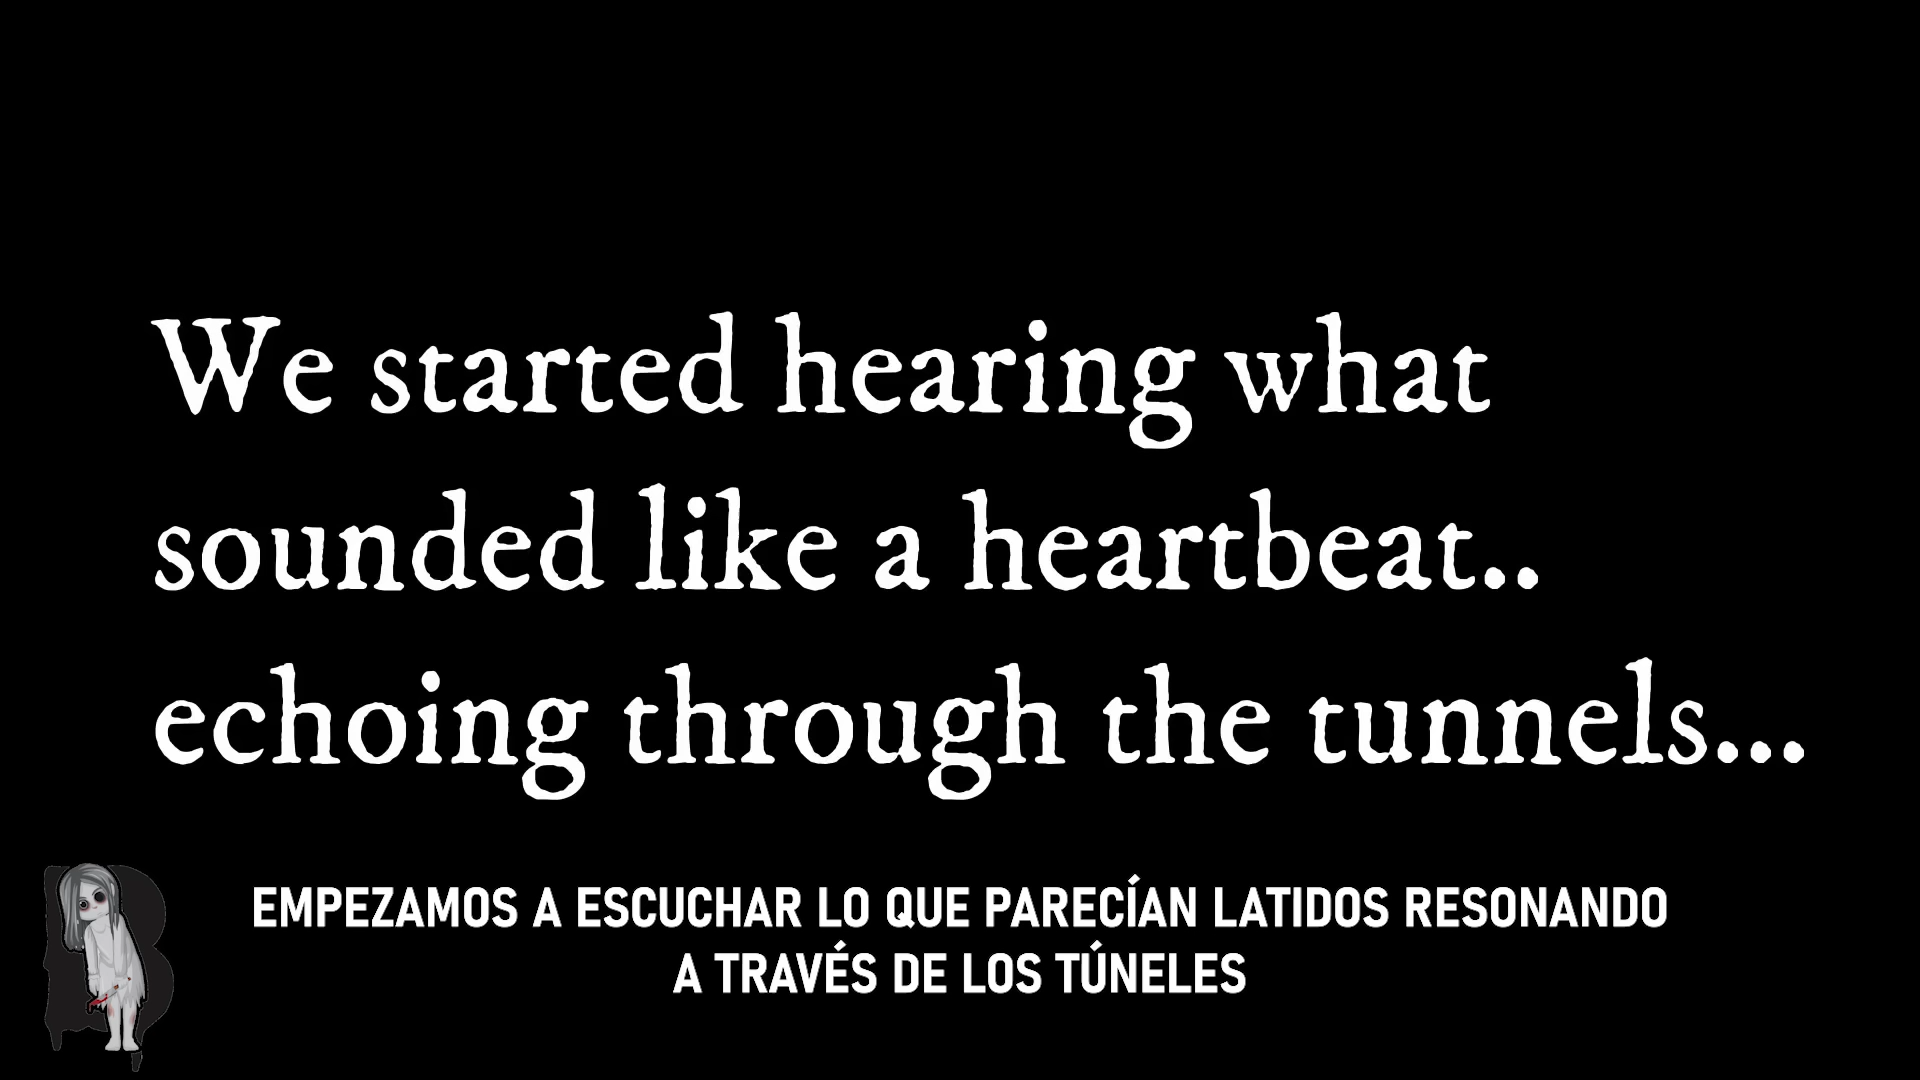 We started hearing what
sounded like a heartbeat..
echoing through the tunnels...
EMPEZAMOS A ESCUCHAR LO QUE PARECÍAN LATIDOS RESONANDO
A TRAVÉS DE LOS TÚNELES